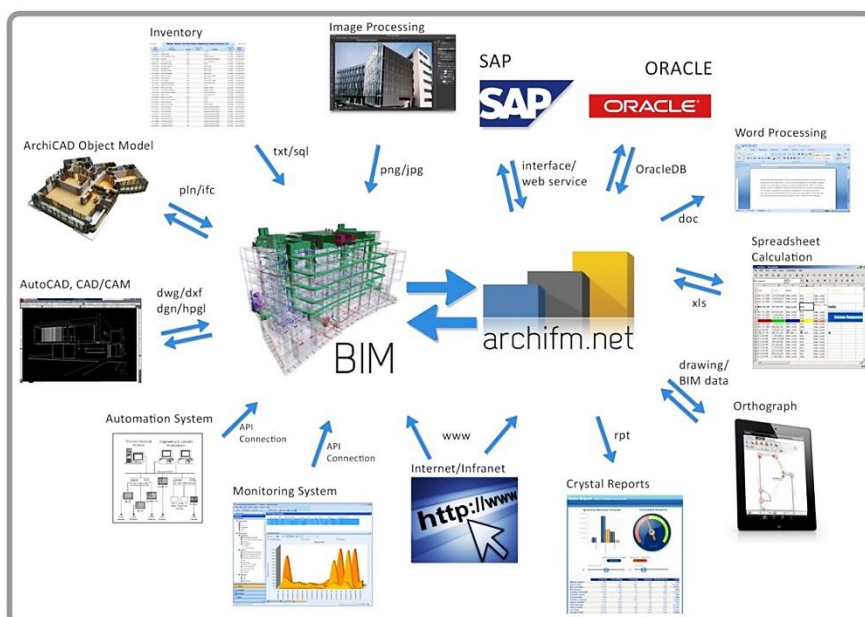 Inventory
Image Processing
SAP
SAP
ORACLE
ORACLE
Word Processing
ArchiCAD Object Model
txt/sql
png/jpg
interface/
web service
OracleDB
doc
pln/ifc
Spreadsheet
Calculation
AutoCAD, CAD/CAM
dwg/dxf
dgn/hpgl
xls
BIM
archifm.net
drawing/
BIM data
Orthograph
Automation System
API
Connection
API
Connection
www
rpt
Monitoring System
Internet/Infranet
Crystal Reports
http://www